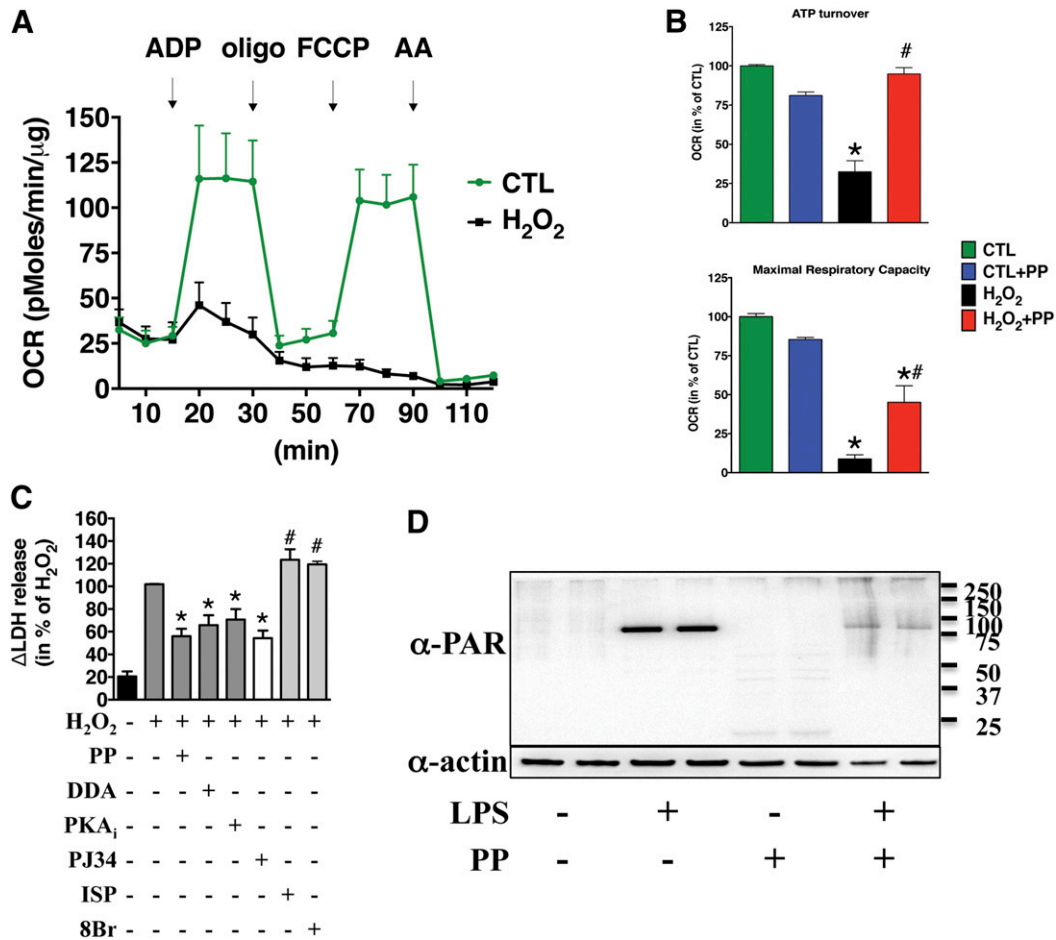 A
ADP oligo FCCP AA
OCR (pMoles/min/µg)
150
125
100
75
50
25
0
10 20 30 50 70 90 110
(min)
CTL
H₂O₂
B
ATP turnover
OCR (in % of CTL)
125
100
75
50
25
0
* #
Maximal Respiratory Capacity
OCR (in % of CTL)
125
100
75
50
25
0
* *#
CTL
CTL+PP
H₂O₂
H₂O₂+PP
C
ΔLDH release
(in % of H₂O₂)
160
140
120
100
80
60
40
20
0
* * * * # #
H₂O₂ - + + + + + + +
PP - - + - - - - -
DDA - - - + - - - -
PKAᵢ - - - - + - - -
PJ34 - - - - - + - -
ISP - - - - - - + -
8Br - - - - - - - +
D
α-PAR
250
150
100
75
50
37
25
α-actin
LPS - + - +
PP - - + +